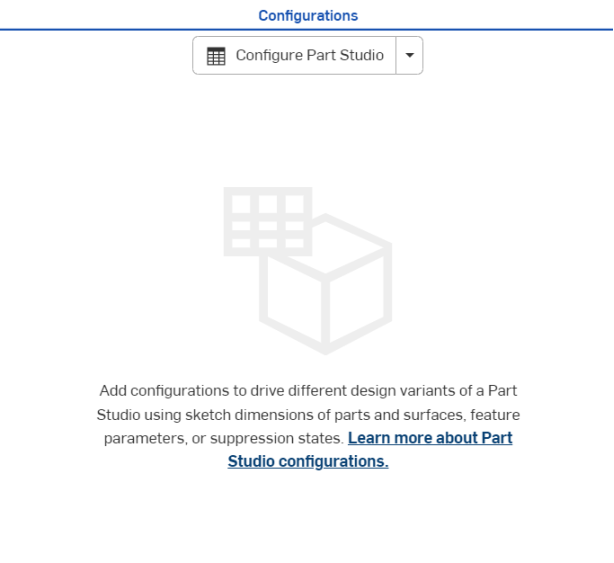 Configurations
Configure Part Studio
Add configurations to drive different design variants of a Part
Studio using sketch dimensions of parts and surfaces, feature
parameters, or suppression states. Learn more about Part
Studio configurations.